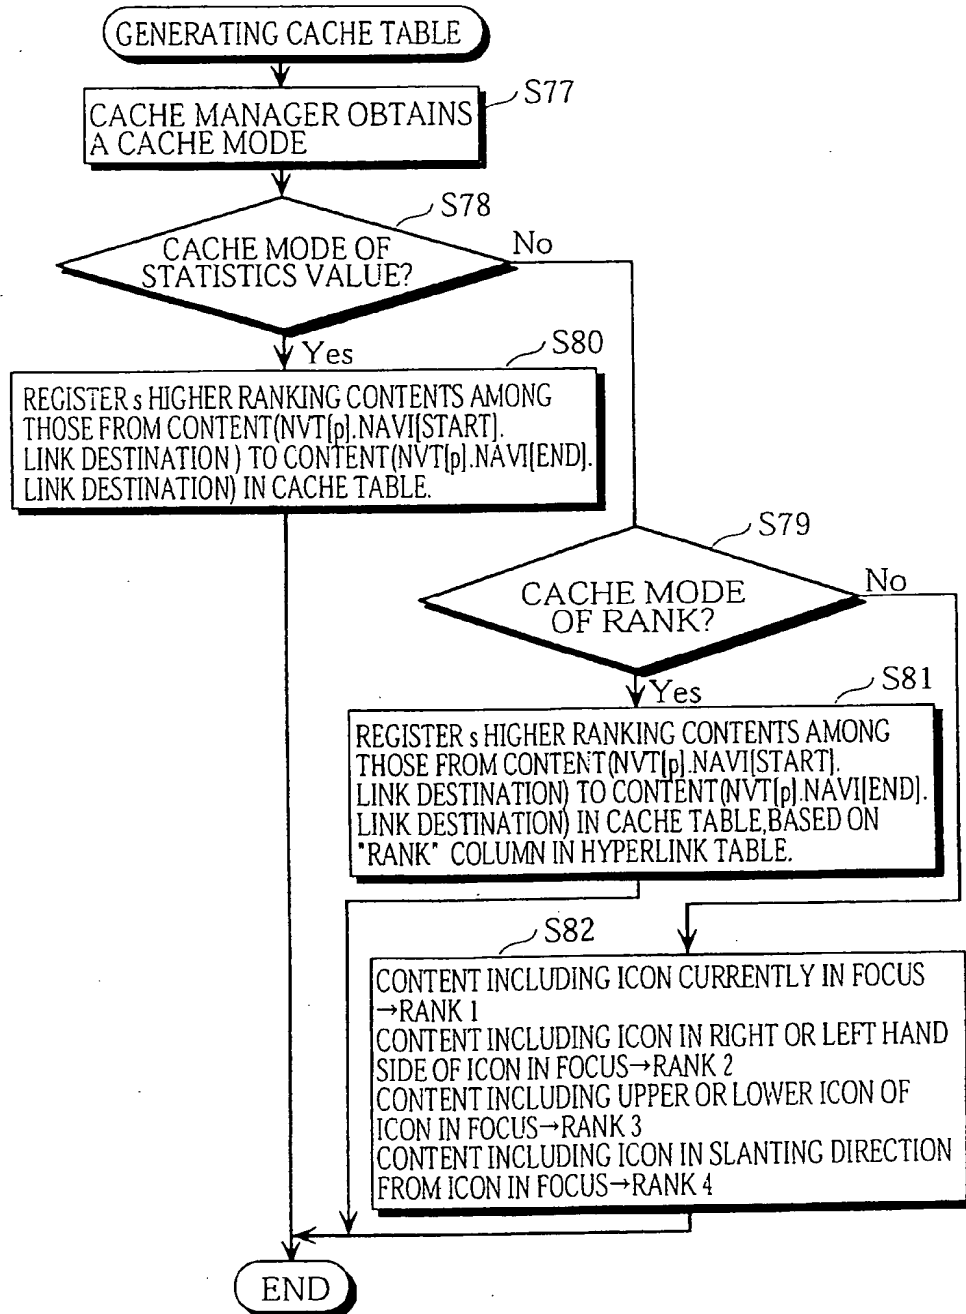 GENERATING CACHE TABLE
S77
CACHE MANAGER OBTAINS
A CACHE MODE
S78
CACHE MODE OF
STATISTICS VALUE?
No
Yes
S80
REGISTER s HIGHER RANKING CONTENTS AMONG
THOSE FROM CONTENT(NVT[p].NAVI[START].
LINK DESTINATION ) TO CONTENT(NVT[p].NAVI[END].
LINK DESTINATION) IN CACHE TABLE.
S79
CACHE MODE
OF RANK?
No
Yes
S81
REGISTER s HIGHER RANKING CONTENTS AMONG
THOSE FROM CONTENT(NVT[p].NAVI[START].
LINK DESTINATION) TO CONTENT(NVT[p].NAVI[END].
LINK DESTINATION) IN CACHE TABLE,BASED ON
"RANK" COLUMN IN HYPERLINK TABLE.
S82
CONTENT INCLUDING ICON CURRENTLY IN FOCUS
→RANK 1
CONTENT INCLUDING ICON IN RIGHT OR LEFT HAND
SIDE OF ICON IN FOCUS→RANK 2
CONTENT INCLUDING UPPER OR LOWER ICON OF
ICON IN FOCUS→RANK 3
CONTENT INCLUDING ICON IN SLANTING DIRECTION
FROM ICON IN FOCUS→RANK 4
END